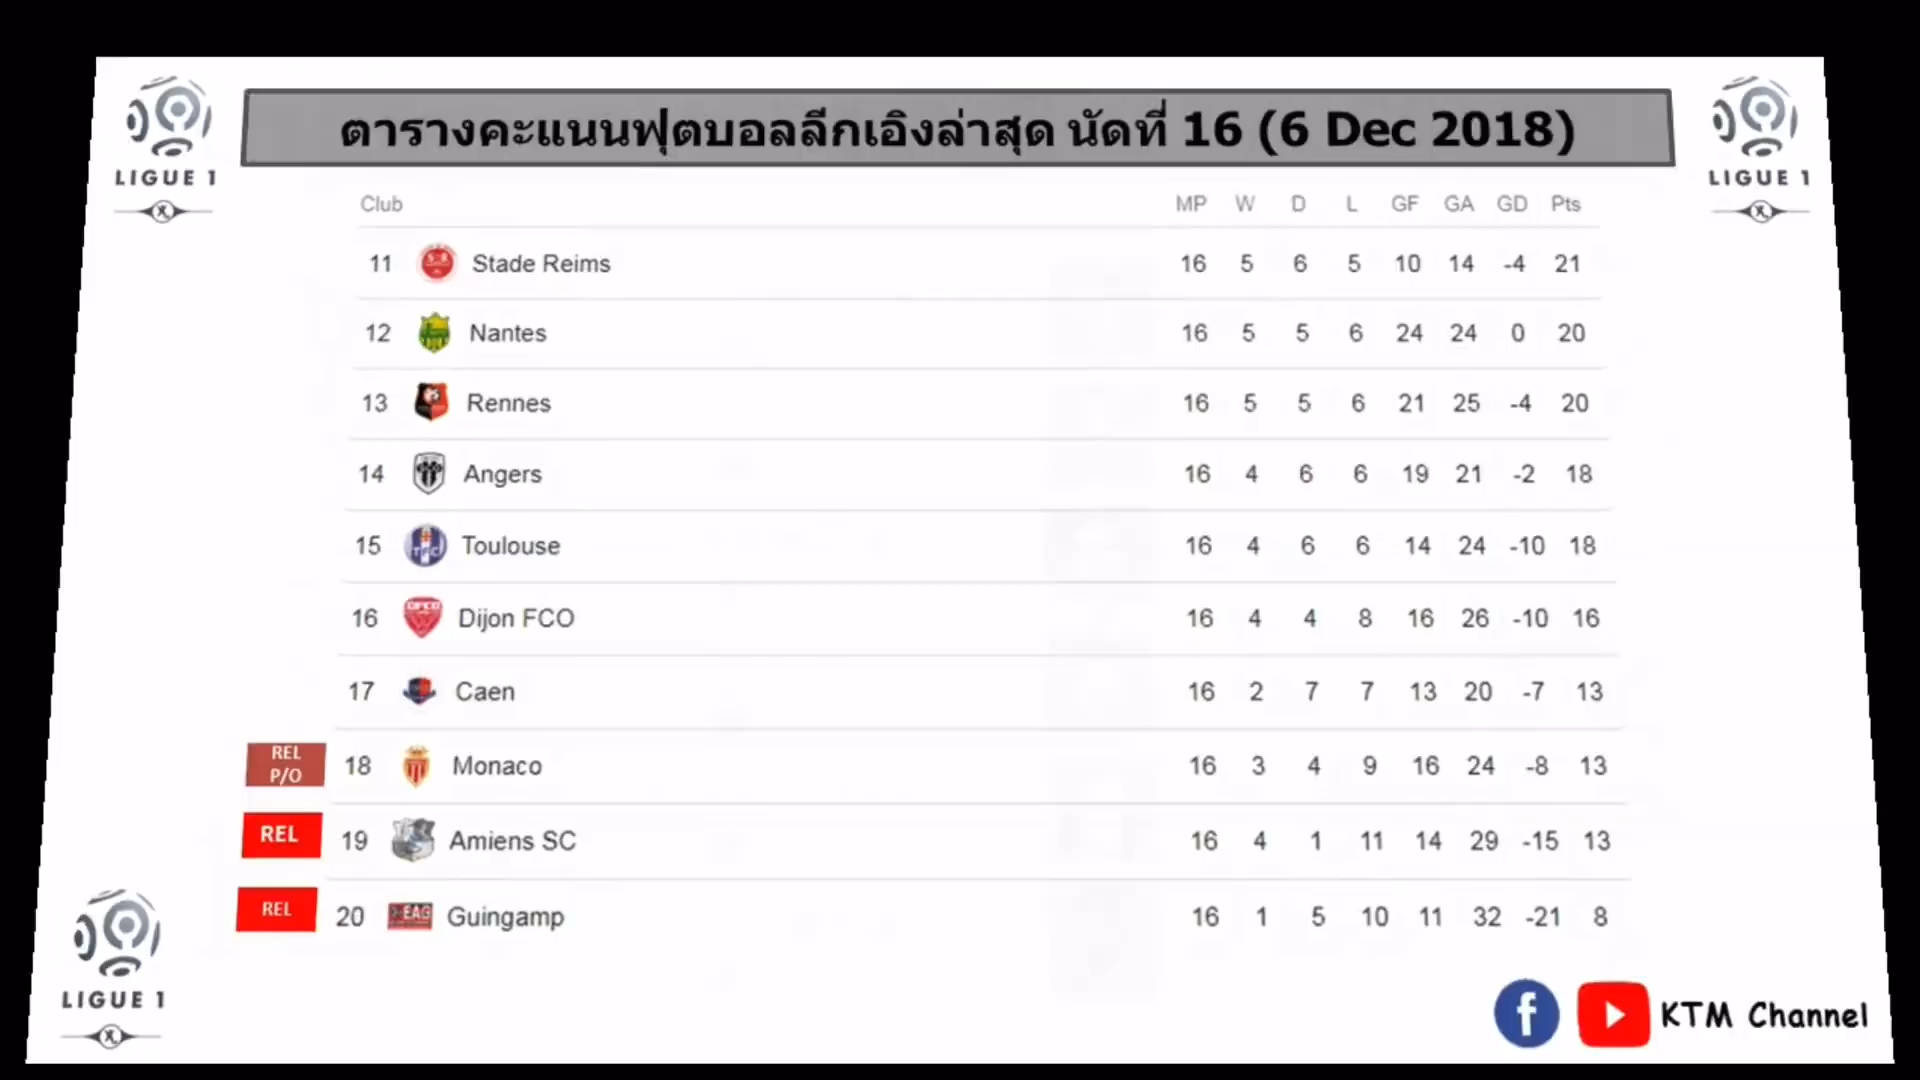 ตารางคะแนนฟุตบอลลีกเอิงล่าสุด นัดที่ 16 (6 Dec 2018)
LIGUE 1
LIGUE 1
Club MP W D L GF GA GD Pts
11 Stade Reims 16 5 6 5 10 14 -4 21
12 Nantes 16 5 5 6 24 24 0 20
13 Rennes 16 5 5 6 21 25 -4 20
14 Angers 16 4 6 6 19 21 -2 18
15 Toulouse 16 4 6 6 14 24 -10 18
16 Dijon FCO 16 4 4 8 16 26 -10 16
17 Caen 16 2 7 7 13 20 -7 13
REL P/O 18 Monaco 16 3 4 9 16 24 -8 13
REL 19 Amiens SC 16 4 1 11 14 29 -15 13
REL 20 Guingamp 16 1 5 10 11 32 -21 8
LIGUE 1
KTM Channel